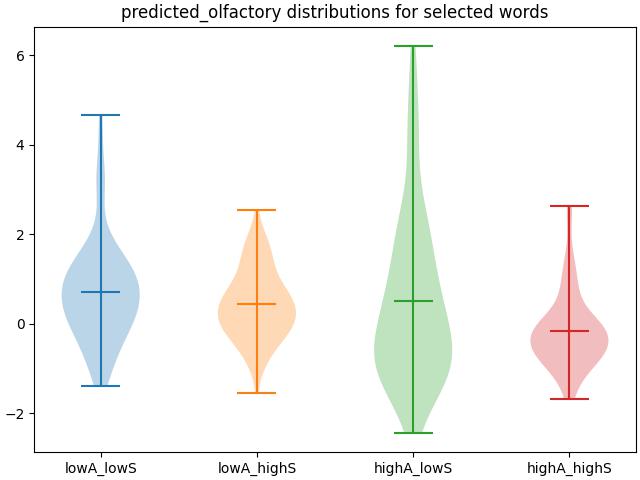 predicted_olfactory distributions for selected words
6
4
2
0
−2
lowA_lowS
lowA_highS
highA_lowS
highA_highS